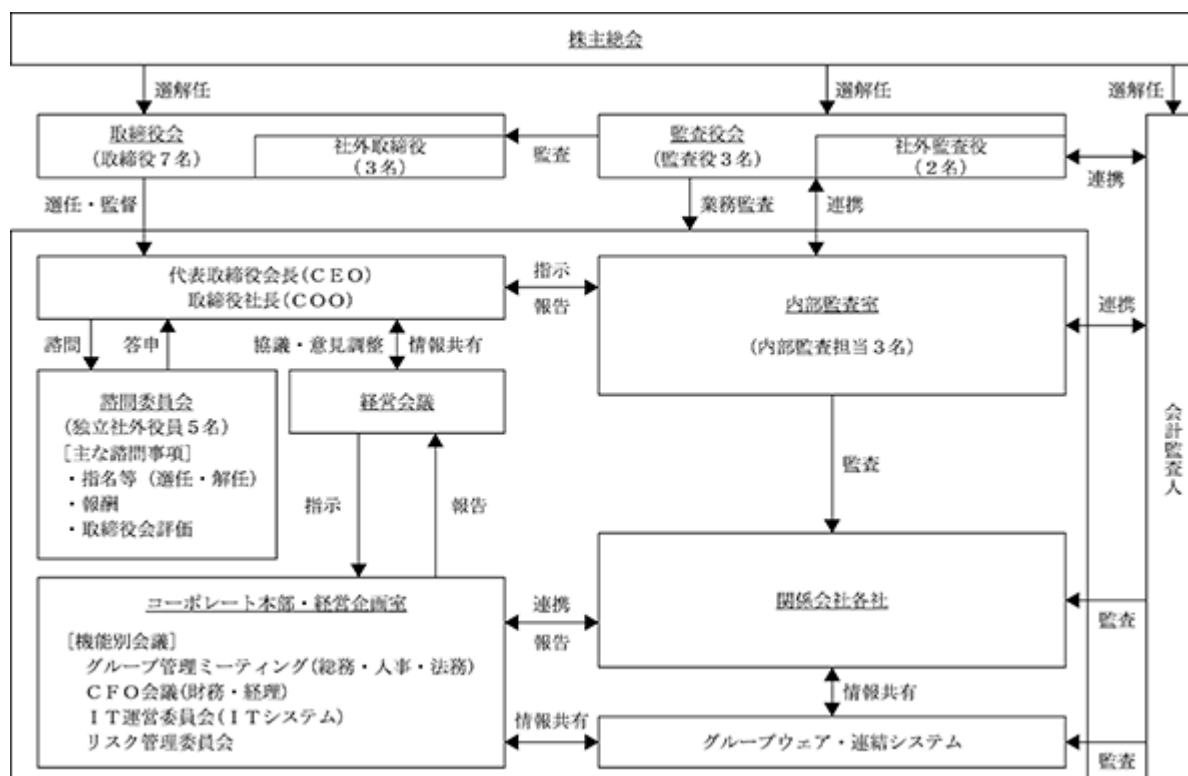 株主総会
選解任
選解任
選解任
取締役会
(取締役7名)
社外取締役
(3名)
監査
監査役会
(監査役3名)
社外監査役
(2名)
連携
選任・監督
業務監査
連携
代表取締役会長(CEO)
取締役社長(COO)
指示
報告
内部監査室
(内部監査担当3名)
連携
諮問
答申
協議・意見調整
情報共有
諮問委員会
(独立社外役員5名)
[主な諮問事項]
・指名等(選任・解任)
・報酬
・取締役会評価
経営会議
監査
会計監査人
指示
報告
コーポレート本部・経営企画室
[機能別会議]
グループ管理ミーティング(総務・人事・法務)
CFO会議(財務・経理)
IT運営委員会(ITシステム)
リスク管理委員会
連携
報告
関係会社各社
監査
情報共有
情報共有
グループウェア・連結システム
監査